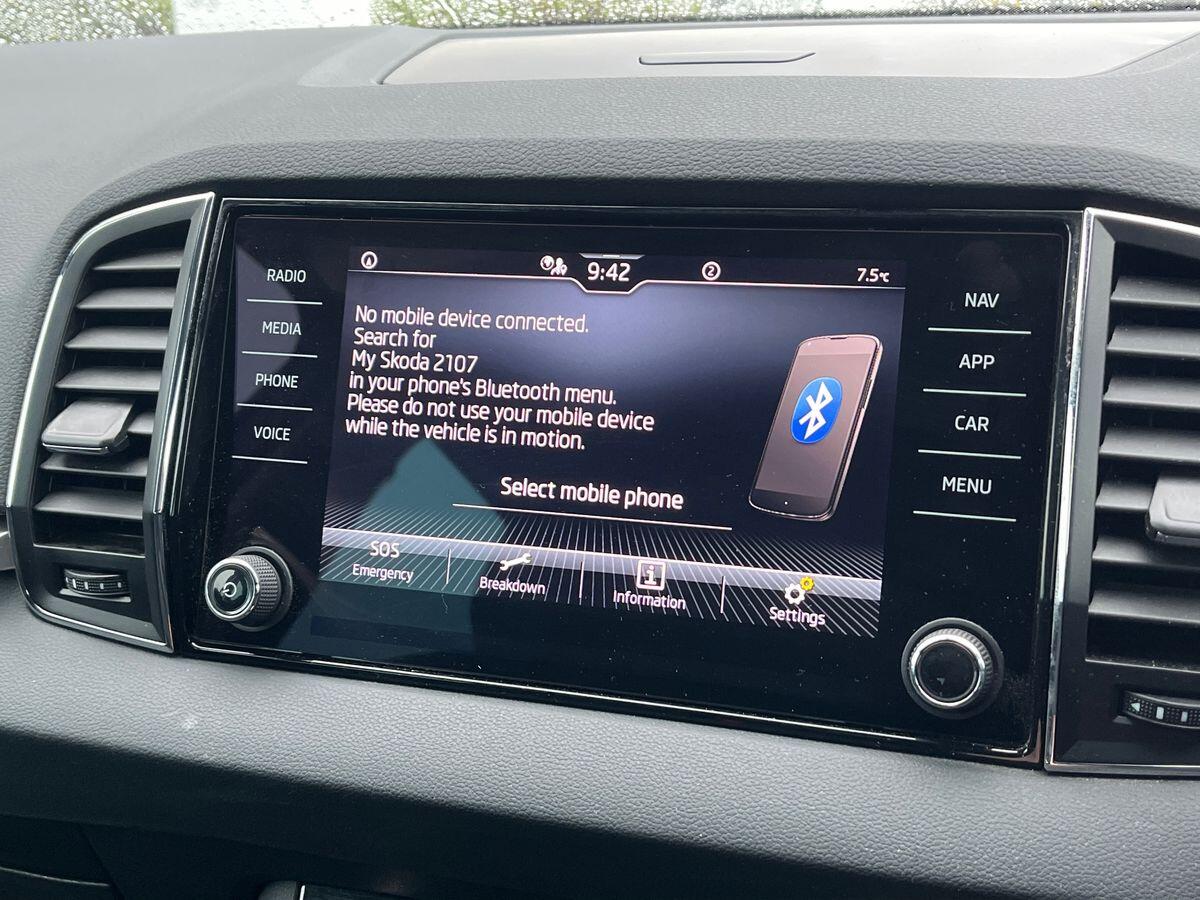 9:42
2
7.5°C
RADIO
MEDIA
PHONE
VOICE
No mobile device connected.
Search for
My Skoda 2107
in your phone's Bluetooth menu.
Please do not use your mobile device
while the vehicle is in motion.
Select mobile phone
SOS
Emergency
Breakdown
i
Information
Settings
NAV
APP
CAR
MENU